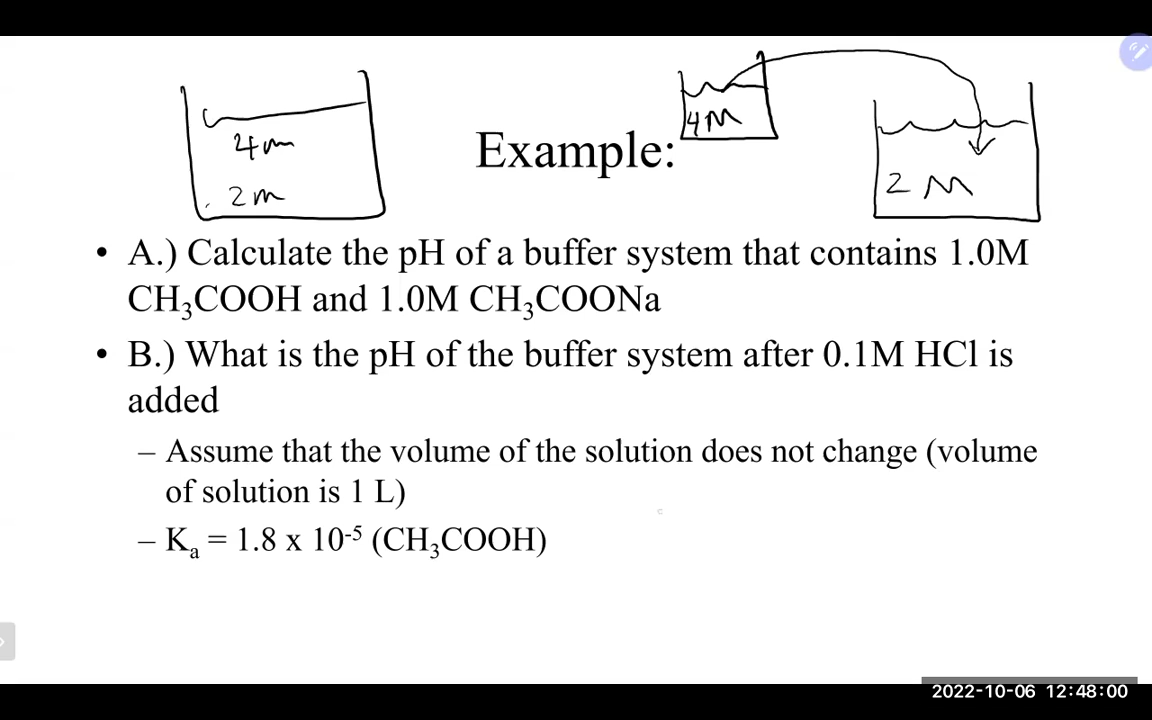 4m
2m
4M
2 M
Example:
• A.) Calculate the pH of a buffer system that contains 1.0M
CH₃COOH and 1.0M CH₃COONa
• B.) What is the pH of the buffer system after 0.1M HCl is
added
– Assume that the volume of the solution does not change (volume
of solution is 1 L)
– Kₐ = 1.8 x 10⁻⁵ (CH₃COOH)
2022-10-06 12:48:00